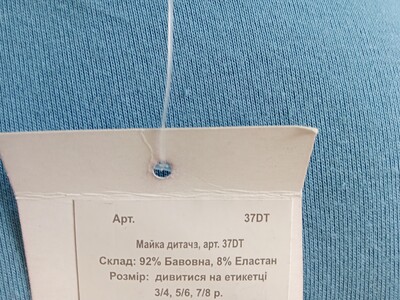 Арт. 37DT
Майка дитачз, арт. 37DT
Склад: 92% Бавовна, 8% Еластан
Розмір: дивитися на етикетці
3/4, 5/6, 7/8 р.